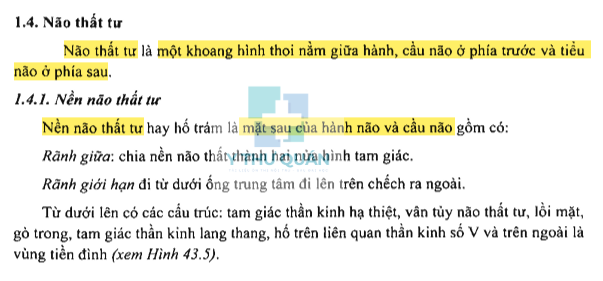 1.4. Não thất tư
Não thất tư là một khoang hình thoi nằm giữa hành, cầu não ở phía trước và tiểu
não ở phía sau.
1.4.1. Nền não thất tư
Nền não thất tư hay hố trám là mặt sau của hành não và cầu não gồm có:
Rãnh giữa: chia nền não thất thành hai nửa hình tam giác.
Rãnh giới hạn đi từ dưới ống trung tâm đi lên trên chếch ra ngoài.
Từ dưới lên có các cấu trúc: tam giác thần kinh hạ thiệt, vân tủy não thất tư, lồi mặt,
gò trong, tam giác thần kinh lang thang, hố trên liên quan thần kinh số V và trên ngoài là
vùng tiền đình (xem Hình 43.5).
Y THƯ QUÁN